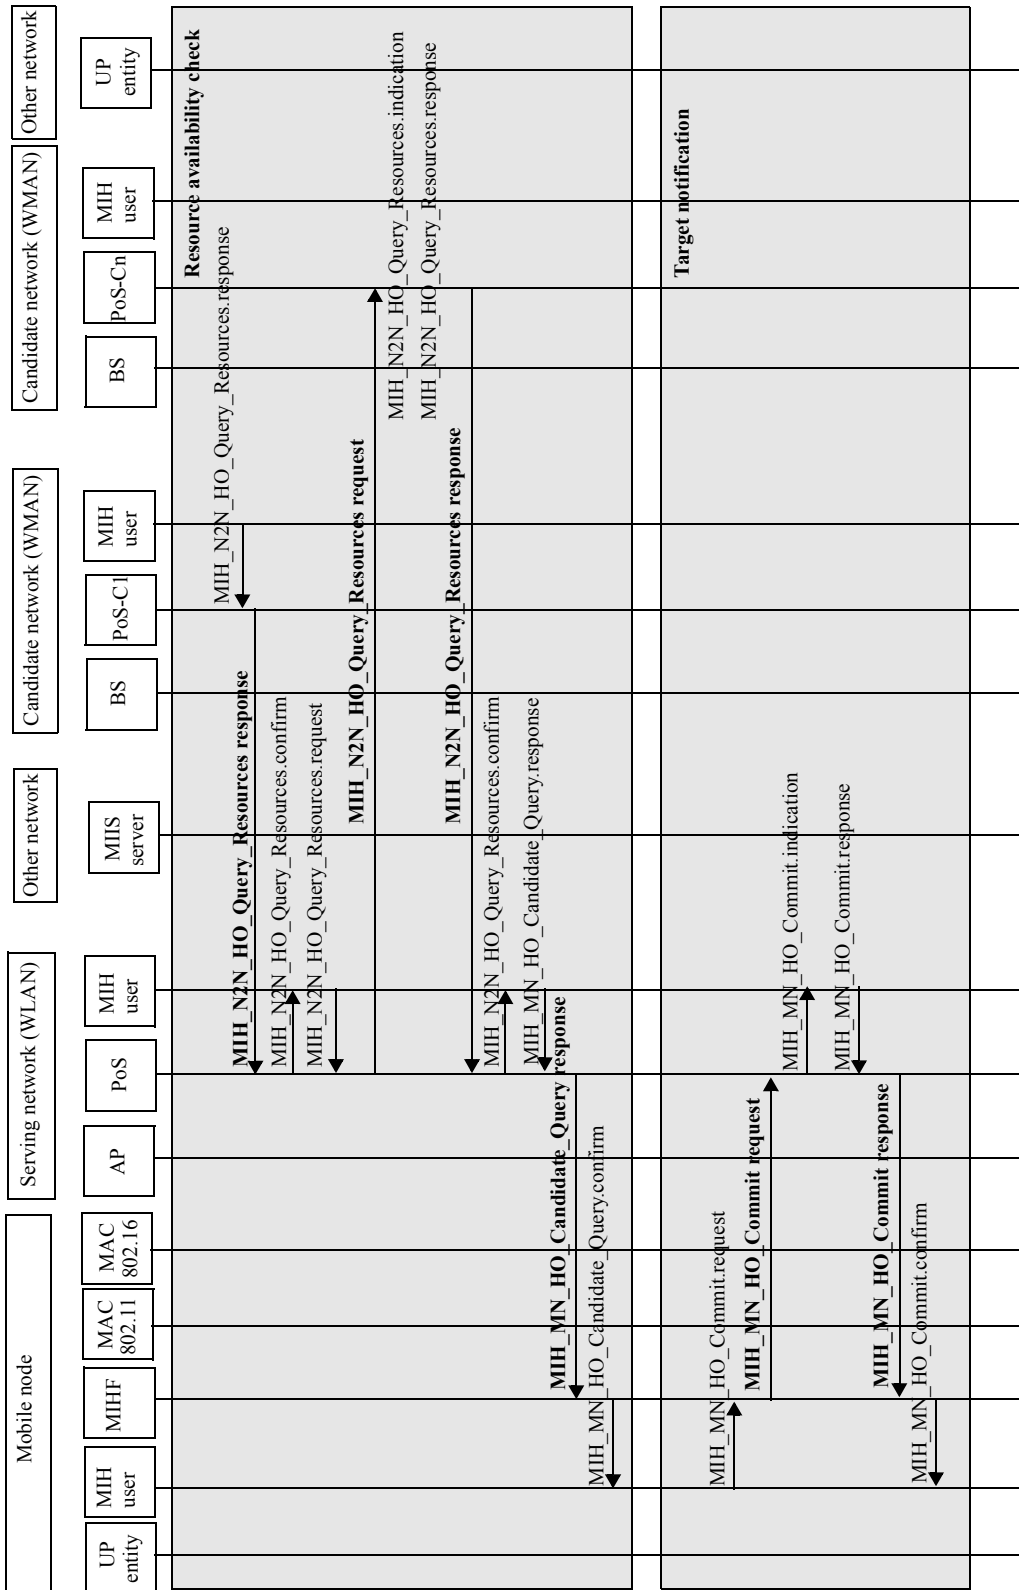 Mobile node
Serving network (WLAN)
Other network
Candidate network (WMAN)
Candidate network (WMAN)
Other network
UP
entity
MIH
user
MIHF
MAC
802.11
MAC
802.16
AP
PoS
MIH
user
MIIS
server
BS
PoS-C1
MIH
user
BS
PoS-Cn
MIH
user
UP
entity
Resource availability check
MIH_N2N_HO_Query_Resources.response
MIH_N2N_HO_Query_Resources response
MIH_N2N_HO_Query_Resources.confirm
MIH_N2N_HO_Query_Resources.request
MIH_N2N_HO_Query_Resources request
MIH_N2N_HO_Query_Resources.indication
MIH_N2N_HO_Query_Resources.response
MIH_N2N_HO_Query_Resources response
MIH_N2N_HO_Query_Resources.confirm
MIH_MN_HO_Candidate_Query.response
MIH_MN_HO_Candidate_Query response
MIH_MN_HO_Candidate_Query.confirm
Target notification
MIH_MN_HO_Commit.request
MIH_MN_HO_Commit request
MIH_MN_HO_Commit.indication
MIH_MN_HO_Commit.response
MIH_MN_HO_Commit response
MIH_MN_HO_Commit.confirm